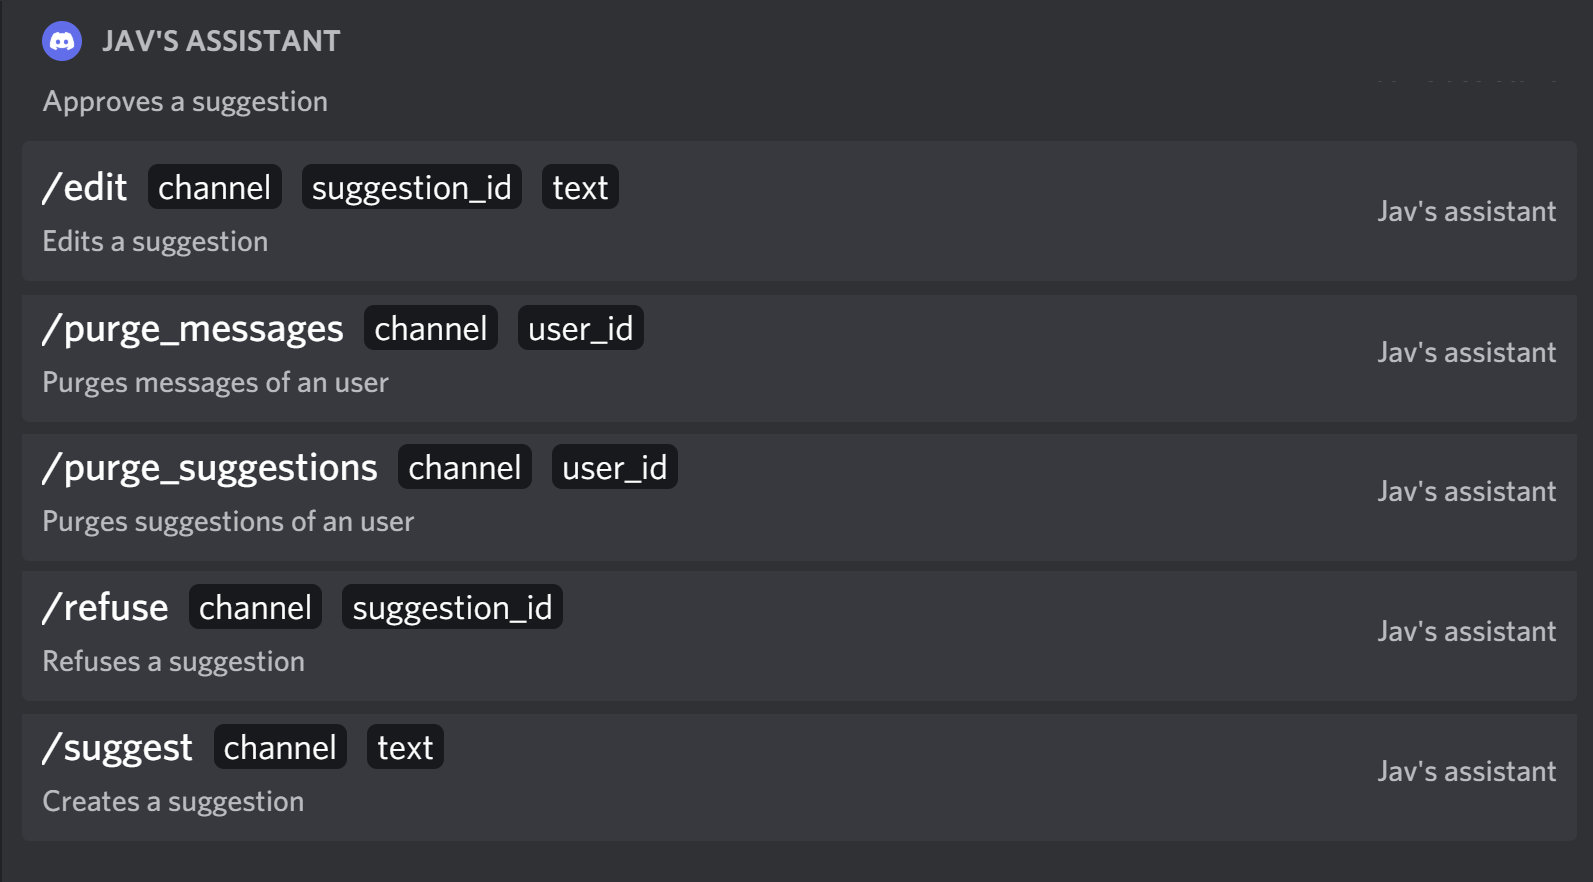 JAV'S ASSISTANT
Approves a suggestion
/edit channel suggestion_id text
Jav's assistant
Edits a suggestion
/purge_messages channel user_id
Jav's assistant
Purges messages of an user
/purge_suggestions channel user_id
Jav's assistant
Purges suggestions of an user
/refuse channel suggestion_id
Jav's assistant
Refuses a suggestion
/suggest channel text
Jav's assistant
Creates a suggestion